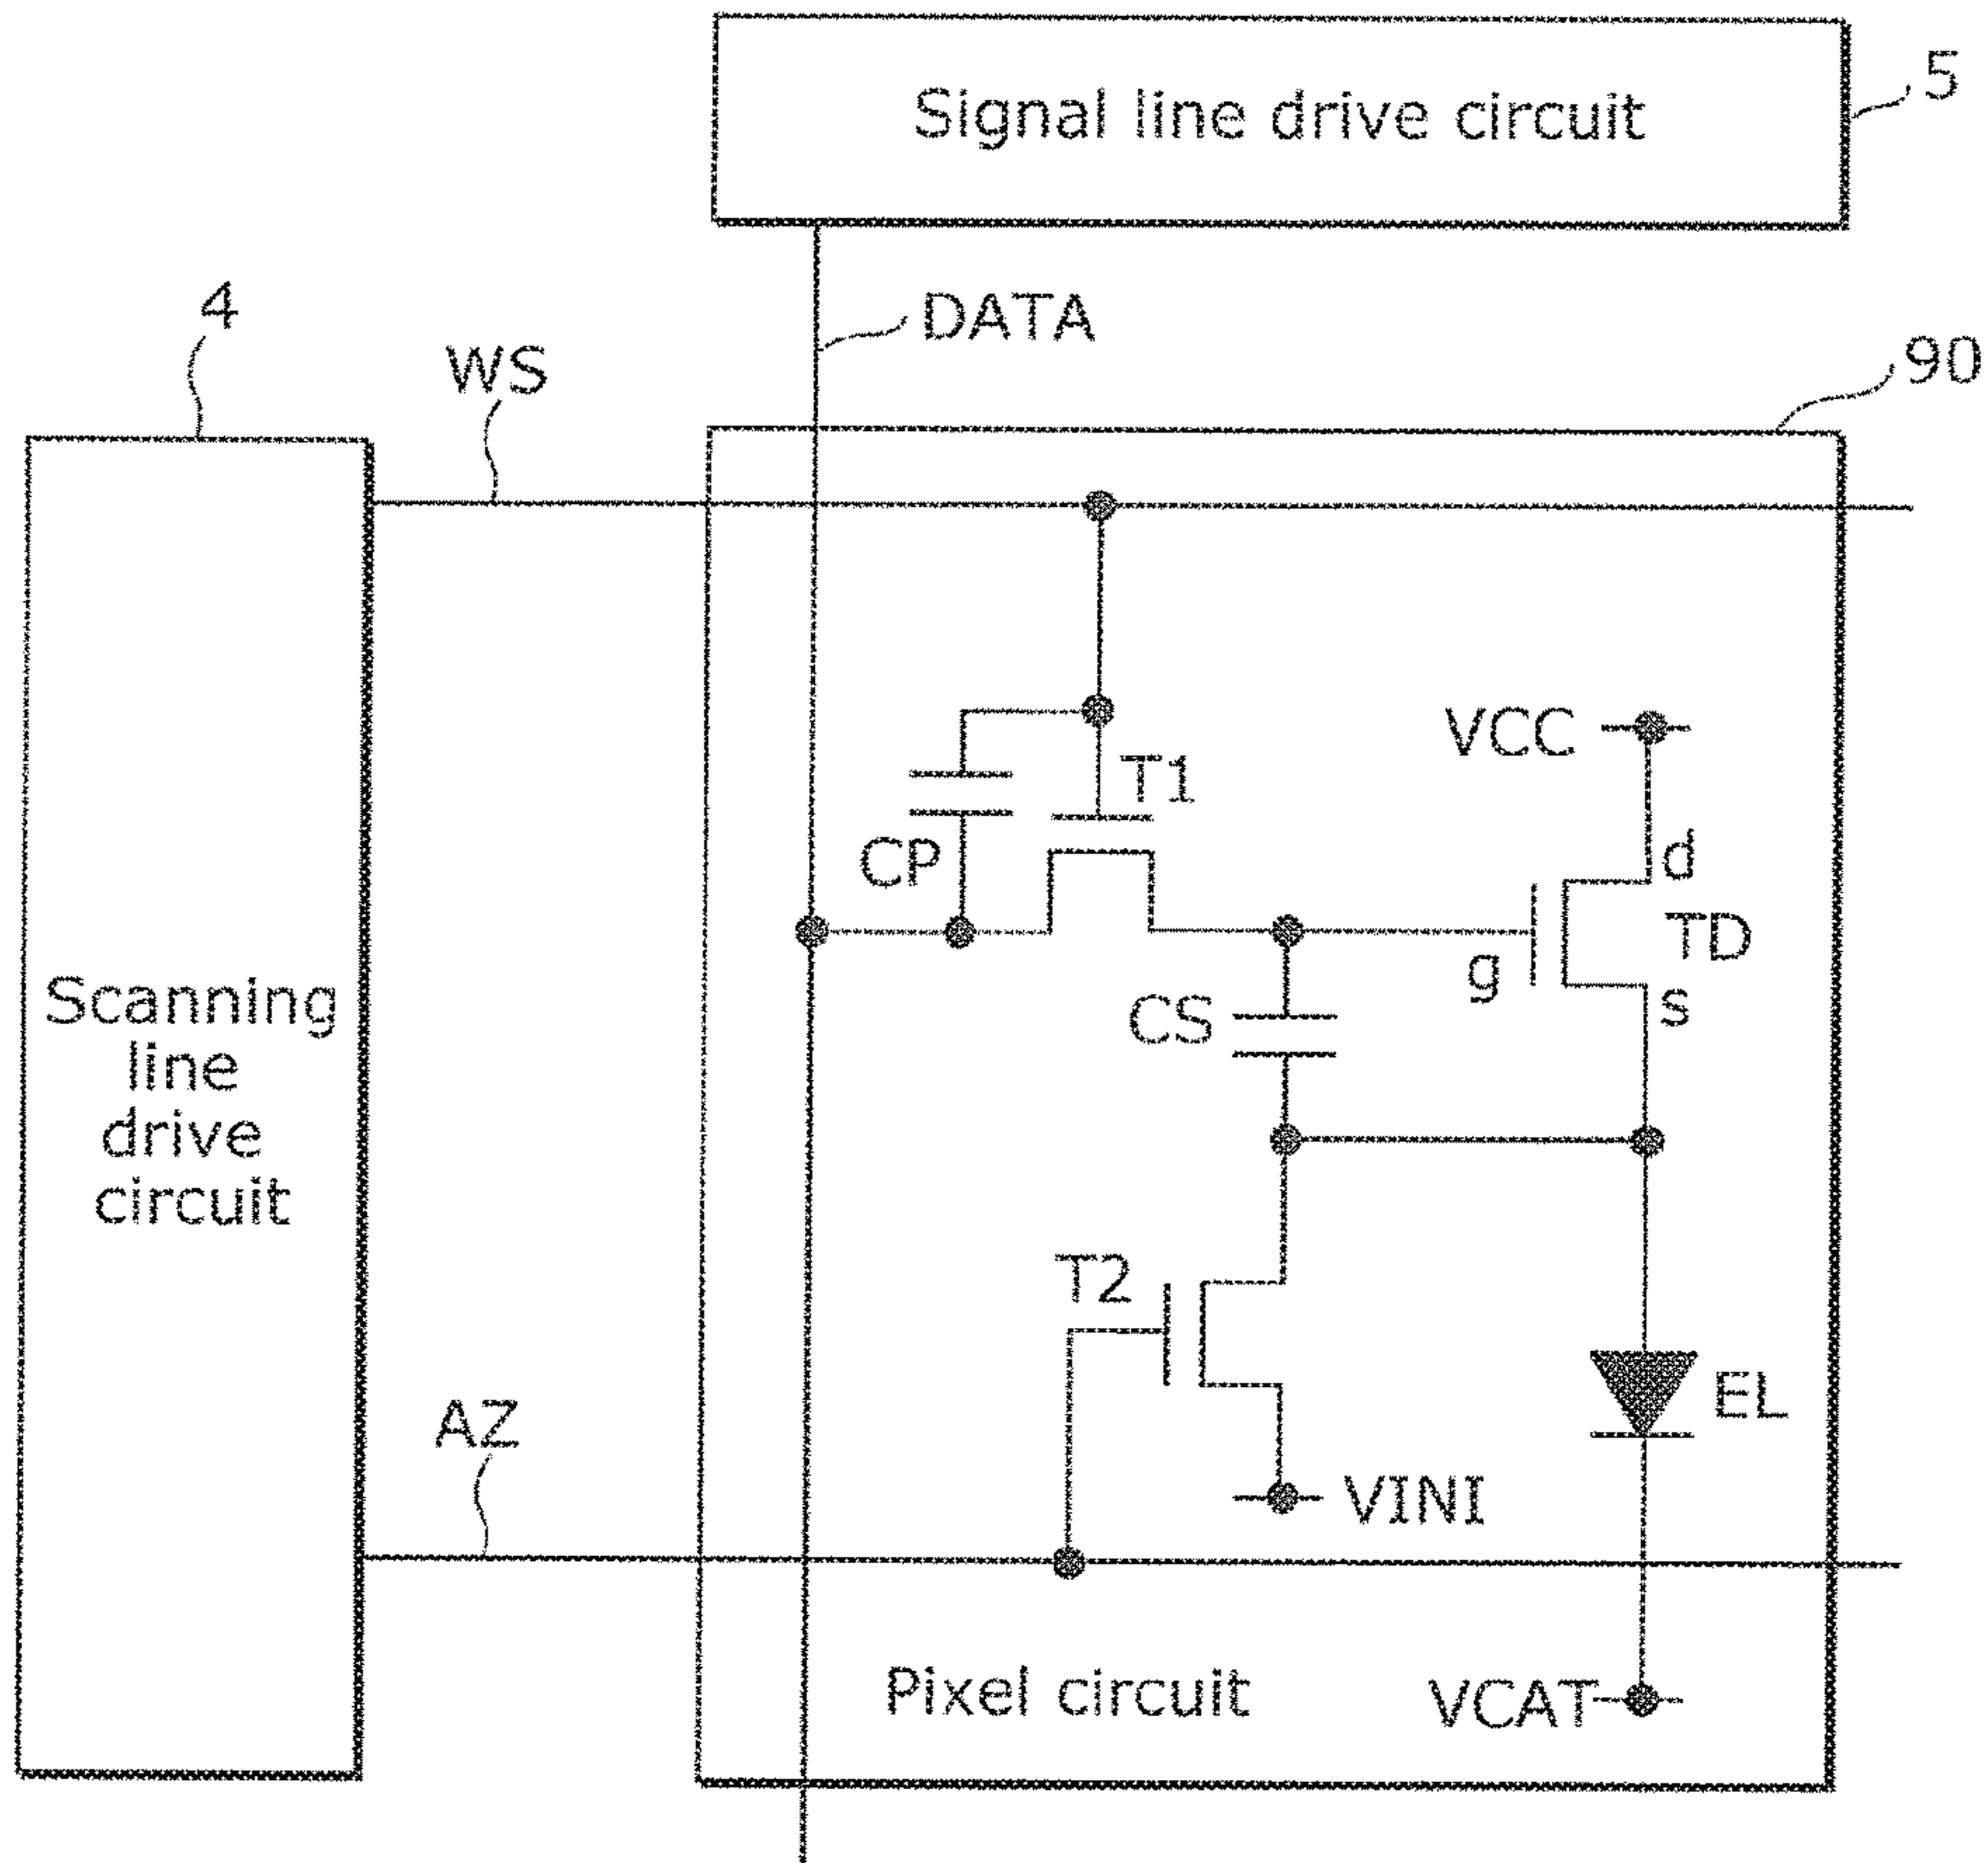 Signal line drive circuit
5
DATA
4
WS
90
VCC
T1
d
CP
TD
g
s
CS
Scanning
line
drive
circuit
T2
EL
AZ
VINI
Pixel circuit
VCAT